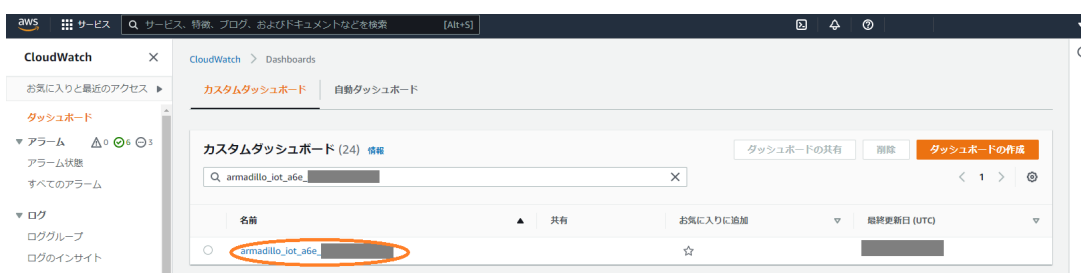 aws サービス サービス、特徴、ブログ、およびドキュメントなどを検索 [Alt+S]
CloudWatch
お気に入りと最近のアクセス
ダッシュボード
アラーム 0 6 3
アラーム状態
すべてのアラーム
ログ
ロググループ
ログのインサイト
CloudWatch > Dashboards
カスタムダッシュボード 自動ダッシュボード
カスタムダッシュボード (24) 情報 ダッシュボードの共有 削除 ダッシュボードの作成
armadillo_iot_a6e_
< 1 >
名前 共有 お気に入りに追加 最終更新日 (UTC)
armadillo_iot_a6e_